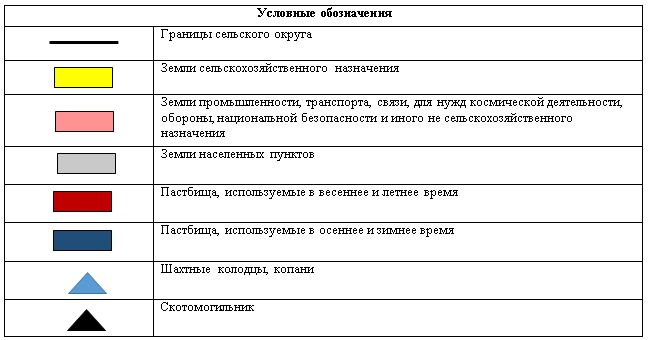 Условные обозначения
Границы сельского округа
Земли сельскохозяйственного назначения
Земли промышленности, транспорта, связи, для нужд космической деятельности,
обороны, национальной безопасности и иного не сельскохозяйственного
назначения
Земли населенных пунктов
Пастбища, используемые в весеннее и летнее время
Пастбища, используемые в осеннее и зимнее время
Шахтные колодцы, копани
Скотомогильник